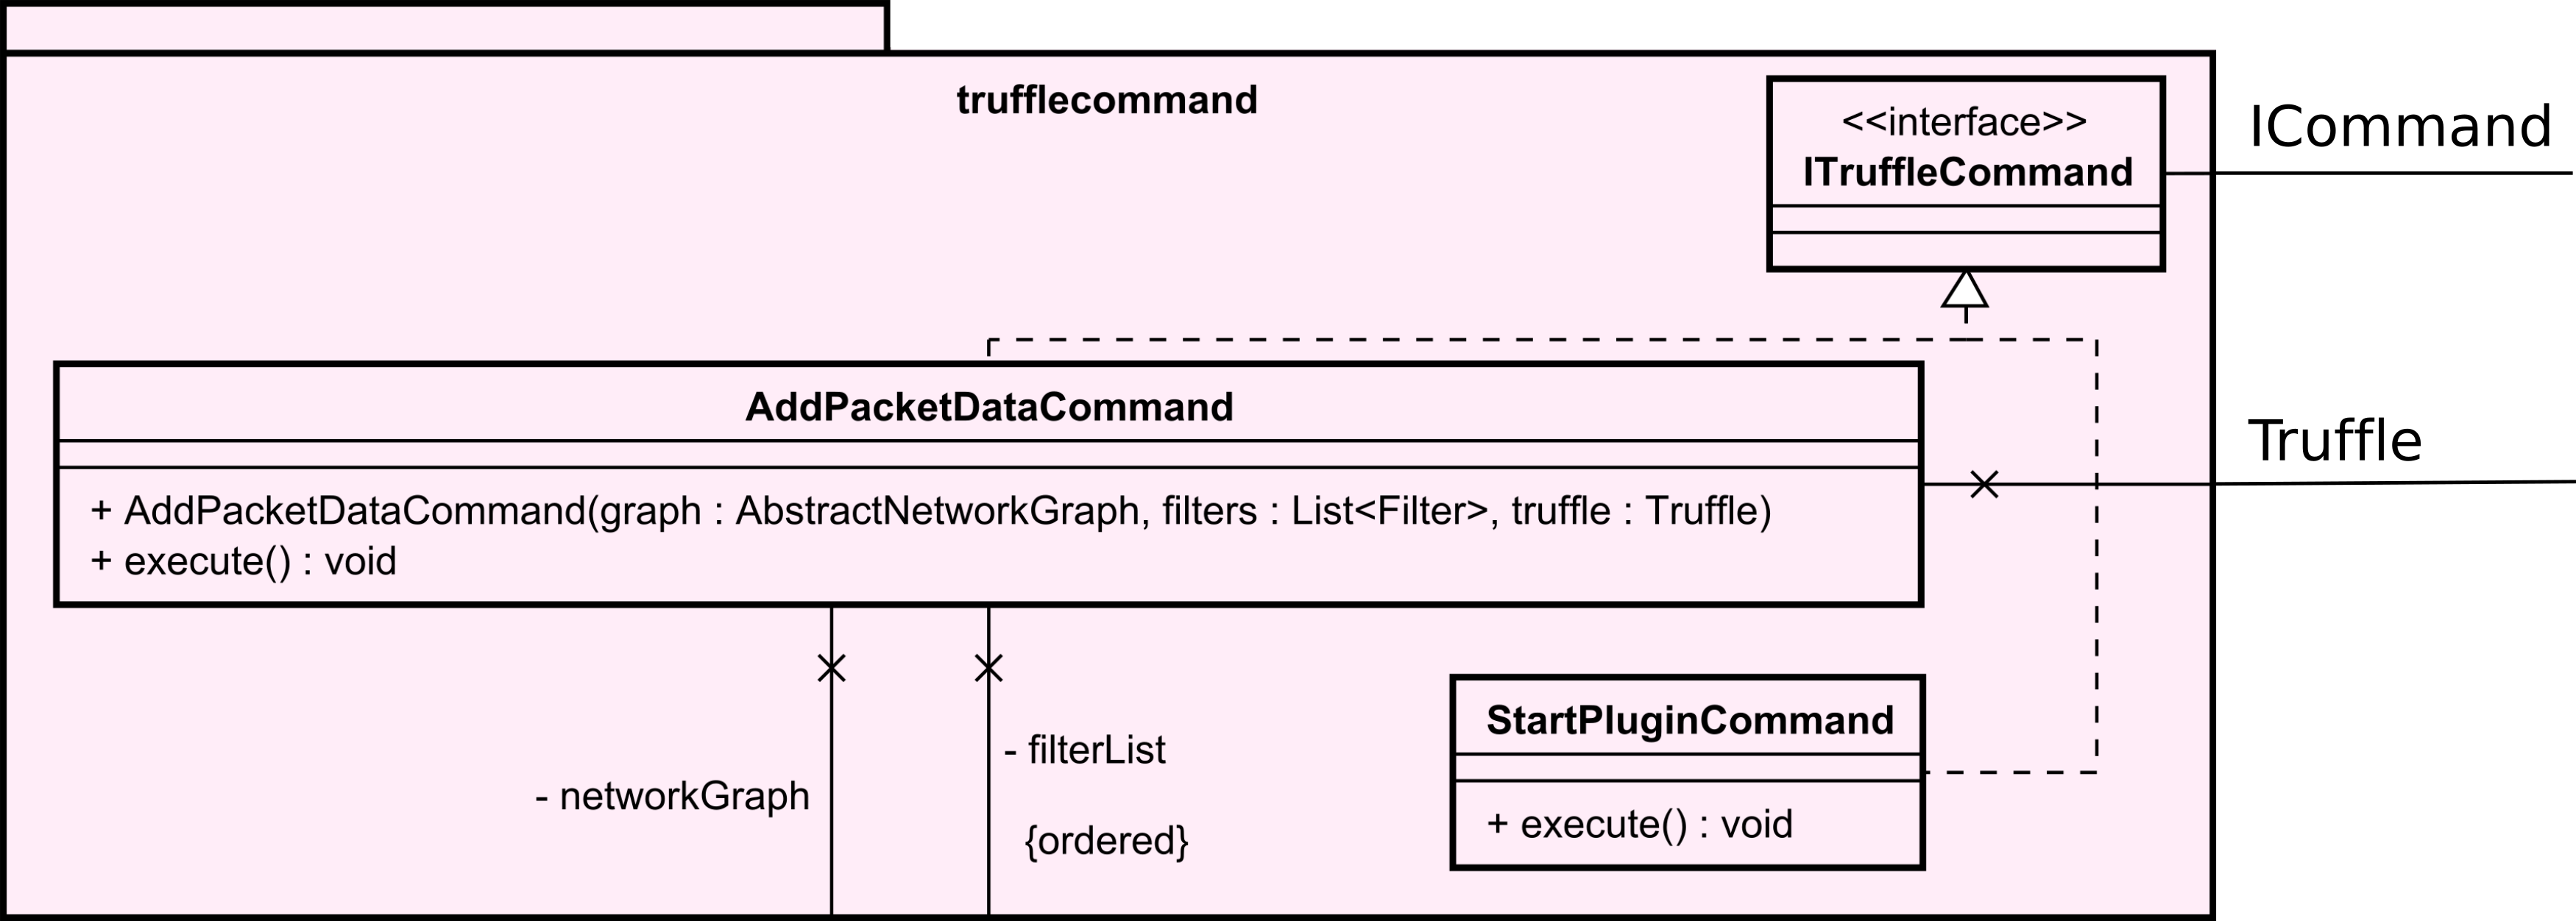 trufflecommand
<<interface>>
ITruffleCommand
ICommand
AddPacketDataCommand
+ AddPacketDataCommand(graph : AbstractNetworkGraph, filters : List<Filter>, truffle : Truffle)
+ execute() : void
Truffle
- networkGraph
- filterList
{ordered}
StartPluginCommand
+ execute() : void